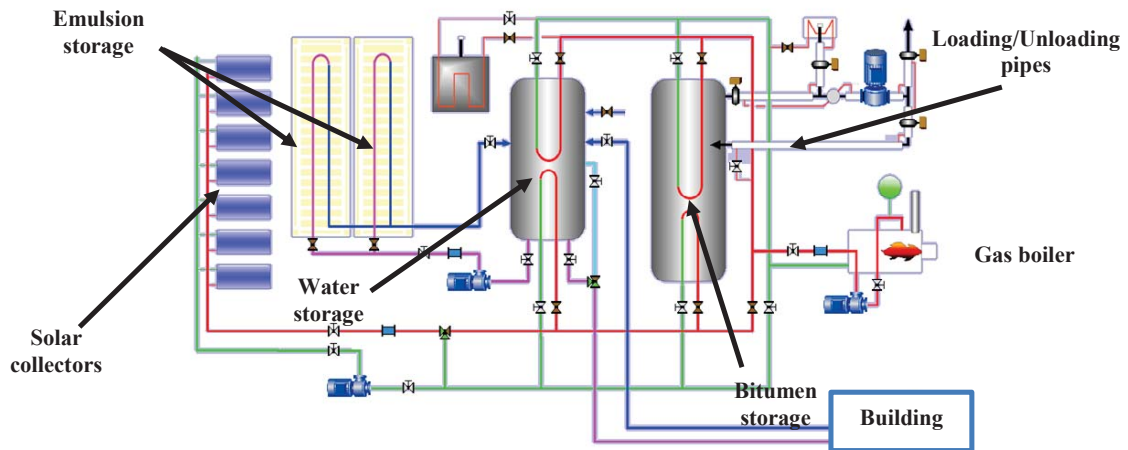 Emulsion
storage
Loading/Unloading
pipes
Gas boiler
Water
storage
Solar
collectors
Bitumen
storage
Building